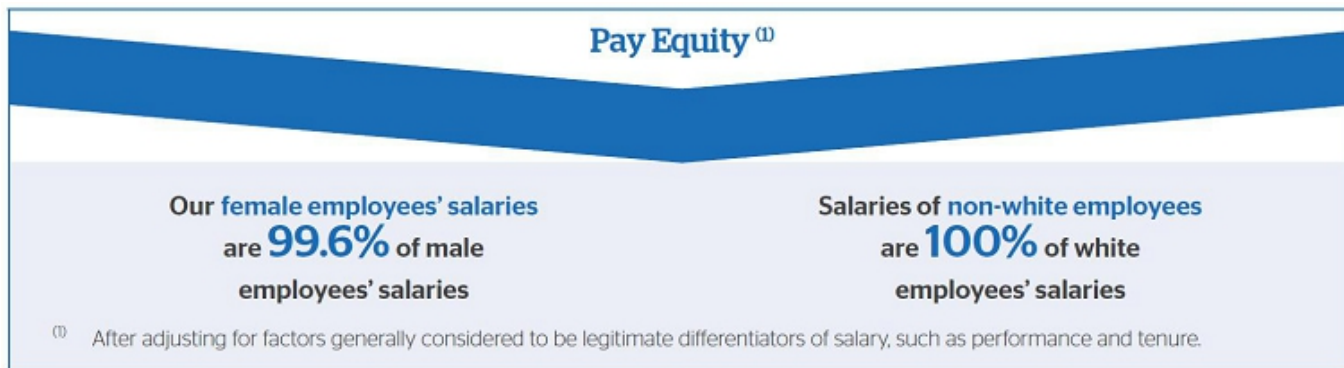 Pay Equity (1)
Our female employees' salaries
are 99.6% of male
employees' salaries
Salaries of non-white employees
are 100% of white
employees' salaries
(1) After adjusting for factors generally considered to be legitimate differentiators of salary, such as performance and tenure.